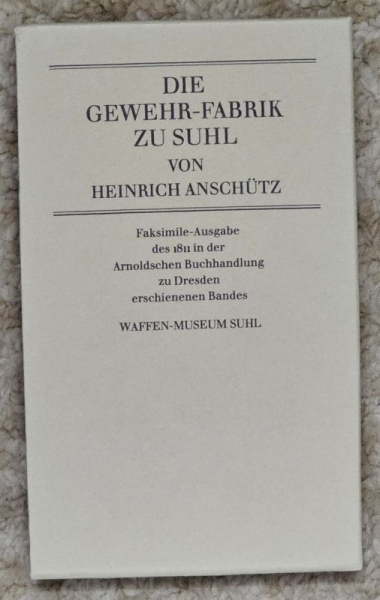 DIE
GEWEHR-FABRIK
ZU SUHL
VON
HEINRICH ANSCHÜTZ
Faksimile-Ausgabe
des 1811 in der
Arnoldschen Buchhandlung
zu Dresden
erschienenen Bandes
WAFFEN-MUSEUM SUHL